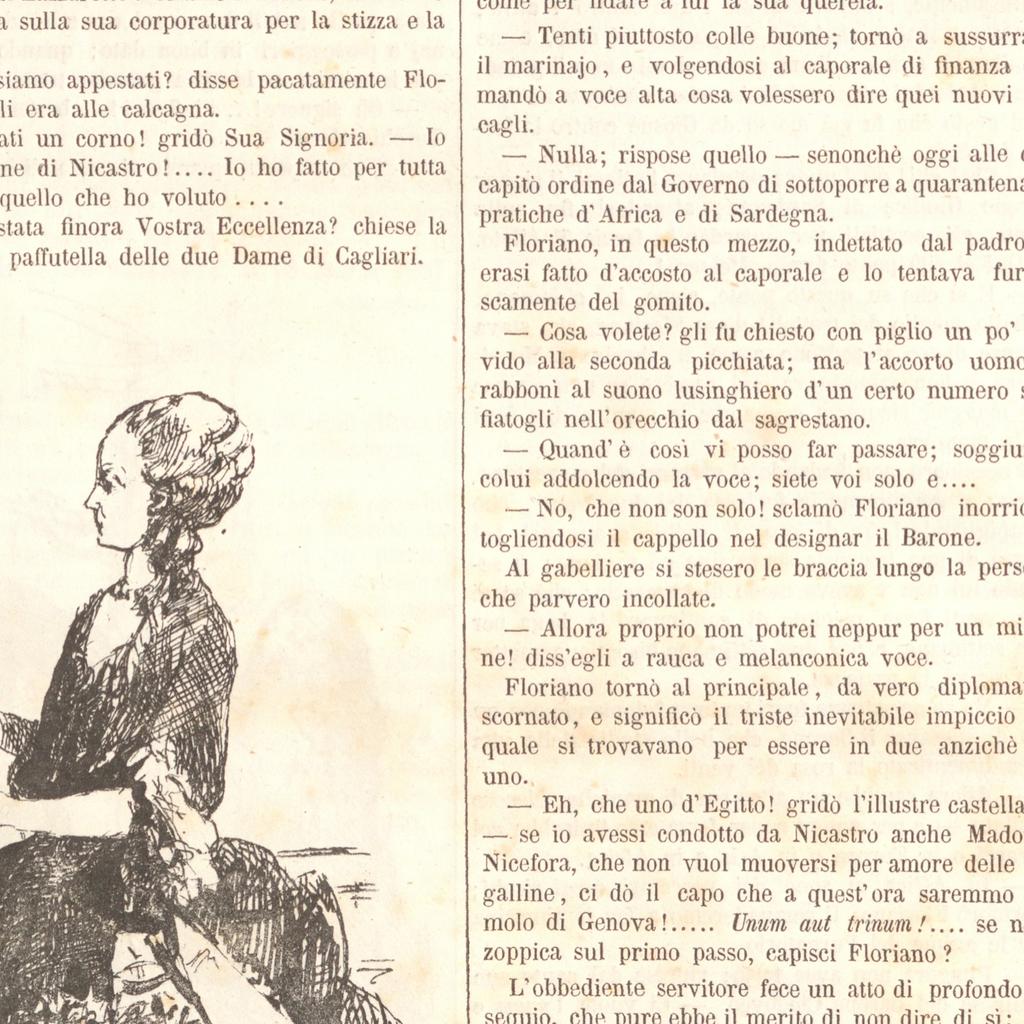 a sulla sua corporatura per la stizza e la
siamo appestati? disse pacatamente Flo-
li era alle calcagna.
ati un corno! gridò Sua Signoria. — Io
ne di Nicastro!.... Io ho fatto per tutta
quello che ho voluto ....
stata finora Vostra Eccellenza? chiese la
paffutella delle due Dame di Cagliari.
come per fidare a lui la sua querela.
— Tenti piuttosto colle buone; tornò a sussurra
il marinajo, e volgendosi al caporale di finanza
mandò a voce alta cosa volessero dire quei nuovi
cagli.
— Nulla; rispose quello — senonchè oggi alle
capitò ordine dal Governo di sottoporre a quarantena
pratiche d'Africa e di Sardegna.
Floriano, in questo mezzo, indettato dal padro
erasi fatto d'accosto al caporale e lo tentava fur
scamente del gomito.
— Cosa volete? gli fu chiesto con piglio un po'
vido alla seconda picchiata; ma l'accorto uomo
rabbonì al suono lusinghiero d'un certo numero s
fiatogli nell'orecchio dal sagrestano.
— Quand'è così vi posso far passare; soggiu
colui addolcendo la voce; siete voi solo e....
— No, che non son solo! sclamò Floriano inorri
togliendosi il cappello nel designar il Barone.
Al gabelliere si stesero le braccia lungo la pers
che parvero incollate.
— Allora proprio non potrei neppur per un mi
ne! diss'egli a rauca e melanconica voce.
Floriano tornò al principale, da vero diploma
scornato, e significò il triste inevitabile impiccio
quale si trovavano per essere in due anzichè
uno.
— Eh, che uno d'Egitto! gridò l'illustre castella
— se io avessi condotto da Nicastro anche Mado
Nicefora, che non vuol muoversi per amore delle
galline, ci dò il capo che a quest'ora saremmo
molo di Genova!..... Unum aut trinum!.... se n
zoppica sul primo passo, capisci Floriano?
L'obbediente servitore fece un atto di profondo
sequio, che pure ebbe il merito di non dire di sì;